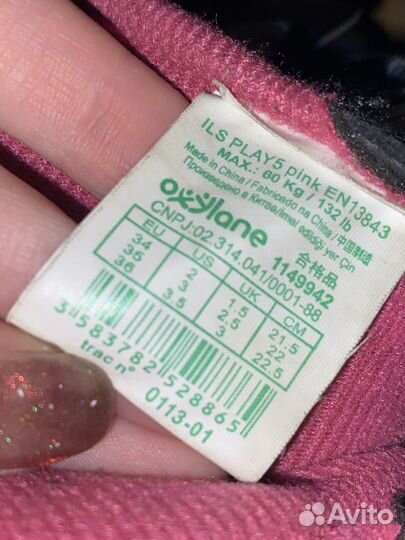 ILS PLAY5 pink EN13843
MAX.: 60 Kg / 132 lb
Made in China / Fabricado na China / 中国制造
Произведено в Китае/İmal edildiği yer Çin
oxylane 合格品
CNPJ:02.314.041/0001-88 1149942
EU US UK CM
34 2 1.5 21.5
35 3 2.5 22
36 3.5 3 22.5
3 583782 528865
trac n°
0113-01
Avito